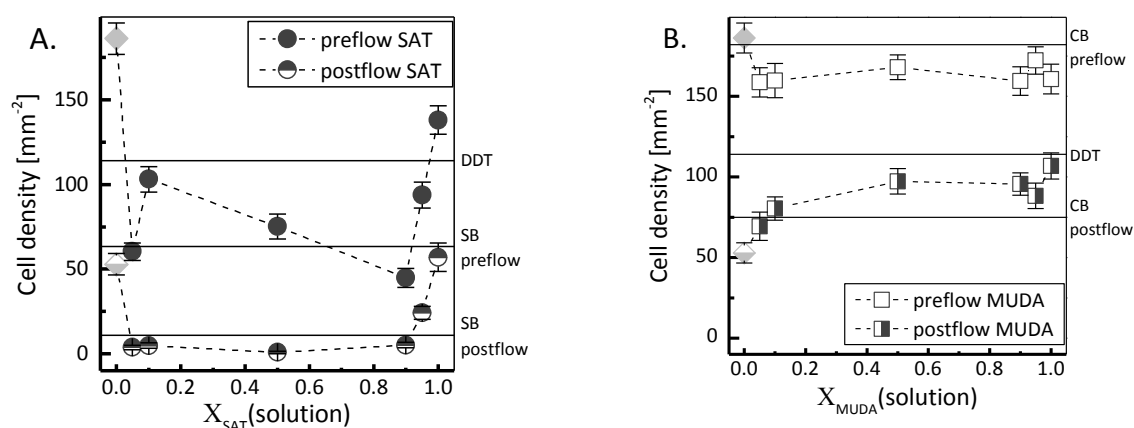 A.
preflow SAT
postflow SAT
Cell density [mm-2]
150
100
50
0
DDT
SB
preflow
SB
postflow
0.0 0.2 0.4 0.6 0.8 1.0
XSAT(solution)
B.
Cell density [mm-2]
150
100
50
0
CB
preflow
DDT
CB
postflow
preflow MUDA
postflow MUDA
0.0 0.2 0.4 0.6 0.8 1.0
XMUDA(solution)